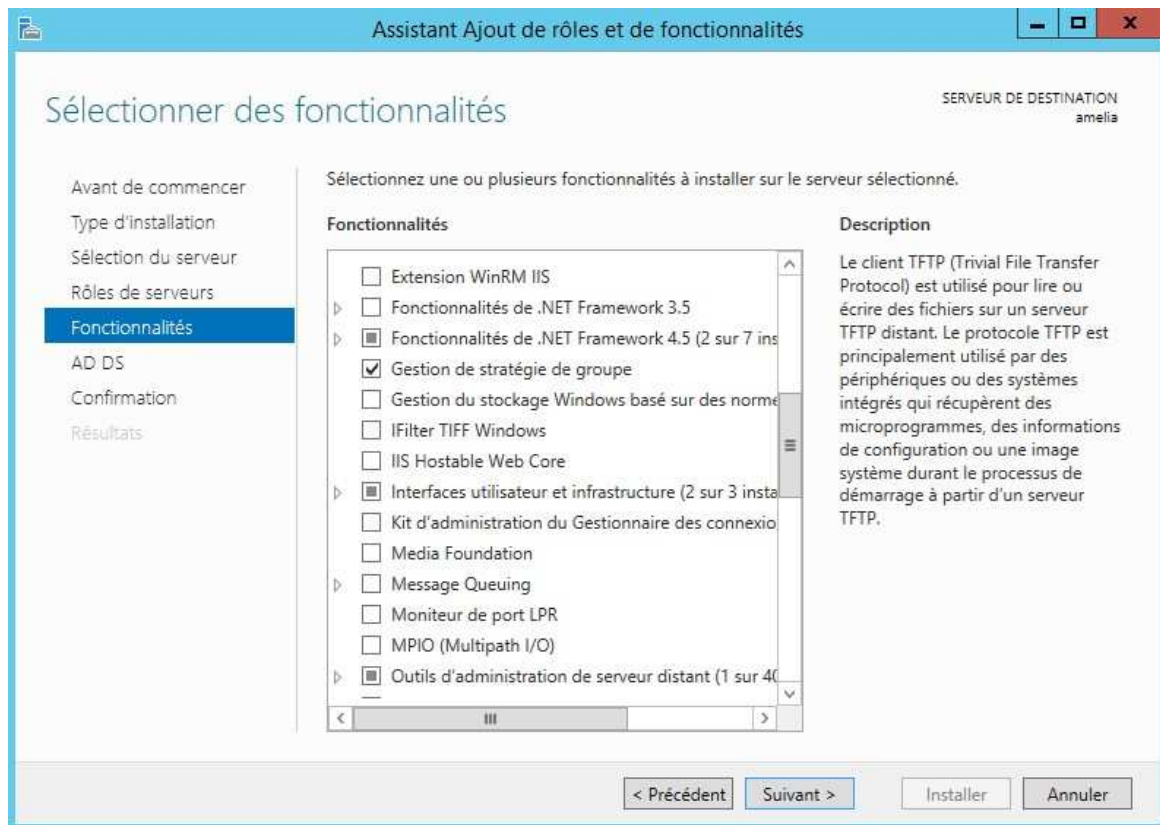 Assistant Ajout de rôles et de fonctionnalités
Sélectionner des fonctionnalités
SERVEUR DE DESTINATION
amelia
Avant de commencer
Type d'installation
Sélection du serveur
Rôles de serveurs
Fonctionnalités
AD DS
Confirmation
Résultats
Sélectionnez une ou plusieurs fonctionnalités à installer sur le serveur sélectionné.
Fonctionnalités
Extension WinRM IIS
Fonctionnalités de .NET Framework 3.5
Fonctionnalités de .NET Framework 4.5 (2 sur 7 ins
Gestion de stratégie de groupe
Gestion du stockage Windows basé sur des norme
IFilter TIFF Windows
IIS Hostable Web Core
Interfaces utilisateur et infrastructure (2 sur 3 insta
Kit d'administration du Gestionnaire des connexio
Media Foundation
Message Queuing
Moniteur de port LPR
MPIO (Multipath I/O)
Outils d'administration de serveur distant (1 sur 40
Description
Le client TFTP (Trivial File Transfer
Protocol) est utilisé pour lire ou
écrire des fichiers sur un serveur
TFTP distant. Le protocole TFTP est
principalement utilisé par des
périphériques ou des systèmes
intégrés qui récupèrent des
microprogrammes, des informations
de configuration ou une image
système durant le processus de
démarrage à partir d'un serveur
TFTP.
< Précédent
Suivant >
Installer
Annuler